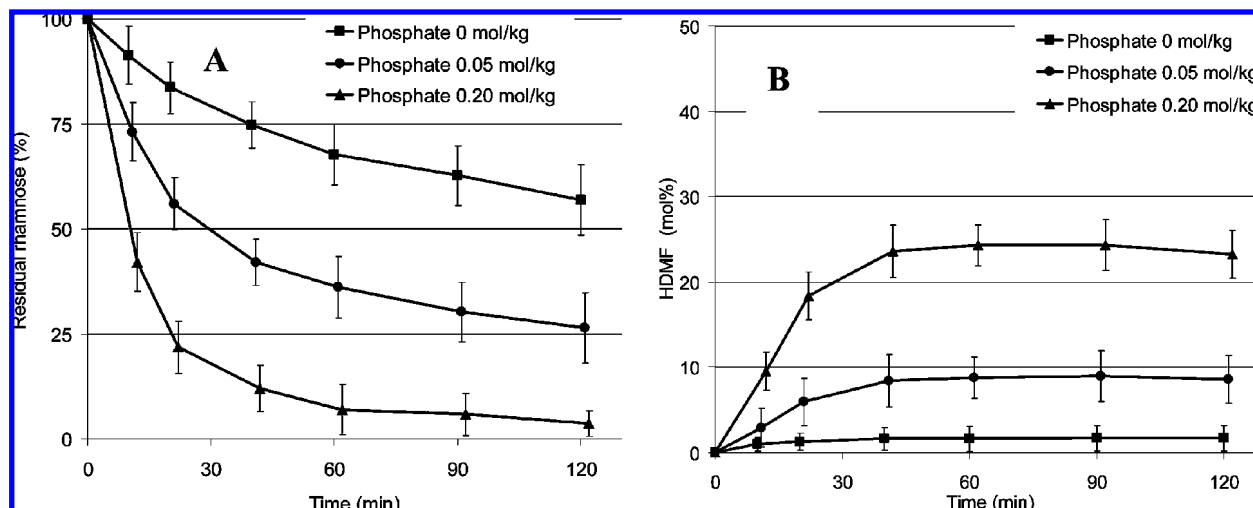 100
75
50
25
0
Residual rhamnose (%)
A
Phosphate 0 mol/kg
Phosphate 0.05 mol/kg
Phosphate 0.20 mol/kg
0 30 60 90 120
Time (min)
50
40
30
20
10
0
HDMF (mol%)
B
Phosphate 0 mol/kg
Phosphate 0.05 mol/kg
Phosphate 0.20 mol/kg
0 30 60 90 120
Time (min)